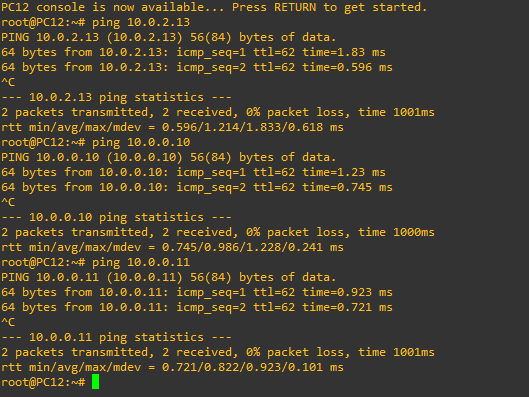 PC12 console is now available... Press RETURN to get started.
root@PC12:~# ping 10.0.2.13
PING 10.0.2.13 (10.0.2.13) 56(84) bytes of data.
64 bytes from 10.0.2.13: icmp_seq=1 ttl=62 time=1.83 ms
64 bytes from 10.0.2.13: icmp_seq=2 ttl=62 time=0.596 ms
^C
--- 10.0.2.13 ping statistics ---
2 packets transmitted, 2 received, 0% packet loss, time 1001ms
rtt min/avg/max/mdev = 0.596/1.214/1.833/0.618 ms
root@PC12:~# ping 10.0.0.10
PING 10.0.0.10 (10.0.0.10) 56(84) bytes of data.
64 bytes from 10.0.0.10: icmp_seq=1 ttl=62 time=1.23 ms
64 bytes from 10.0.0.10: icmp_seq=2 ttl=62 time=0.745 ms
^C
--- 10.0.0.10 ping statistics ---
2 packets transmitted, 2 received, 0% packet loss, time 1000ms
rtt min/avg/max/mdev = 0.745/0.986/1.228/0.241 ms
root@PC12:~# ping 10.0.0.11
PING 10.0.0.11 (10.0.0.11) 56(84) bytes of data.
64 bytes from 10.0.0.11: icmp_seq=1 ttl=62 time=0.923 ms
64 bytes from 10.0.0.11: icmp_seq=2 ttl=62 time=0.721 ms
^C
--- 10.0.0.11 ping statistics ---
2 packets transmitted, 2 received, 0% packet loss, time 1001ms
rtt min/avg/max/mdev = 0.721/0.822/0.923/0.101 ms
root@PC12:~#